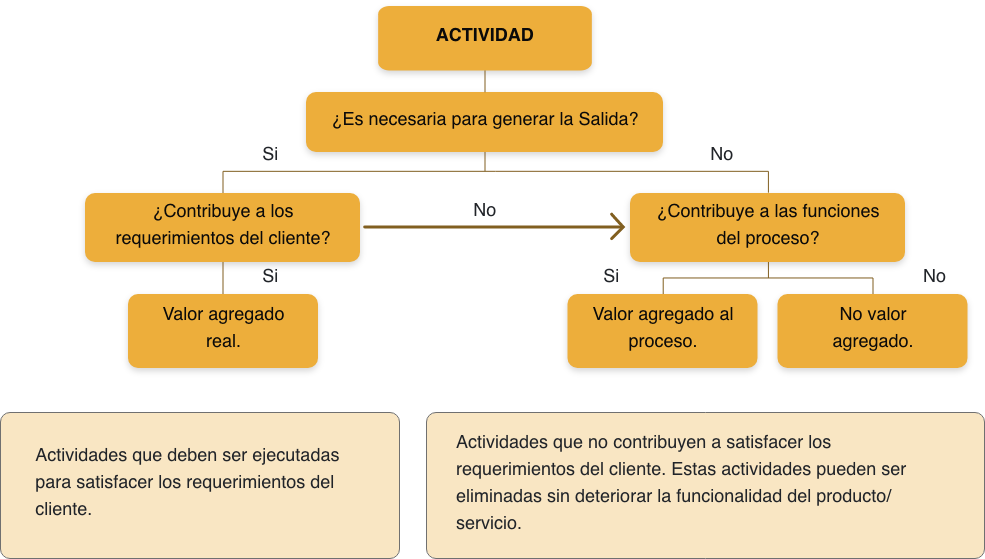 ACTIVIDAD
¿Es necesaria para generar la Salida?
Si
No
¿Contribuye a los
requerimientos del cliente?
No
¿Contribuye a las funciones
del proceso?
Si
Si
No
Valor agregado
real.
Valor agregado al
proceso.
No valor
agregado.
Actividades que deben ser ejecutadas
para satisfacer los requerimientos del
cliente.
Actividades que no contribuyen a satisfacer los
requerimientos del cliente. Estas actividades pueden ser
eliminadas sin deteriorar la funcionalidad del producto/
servicio.